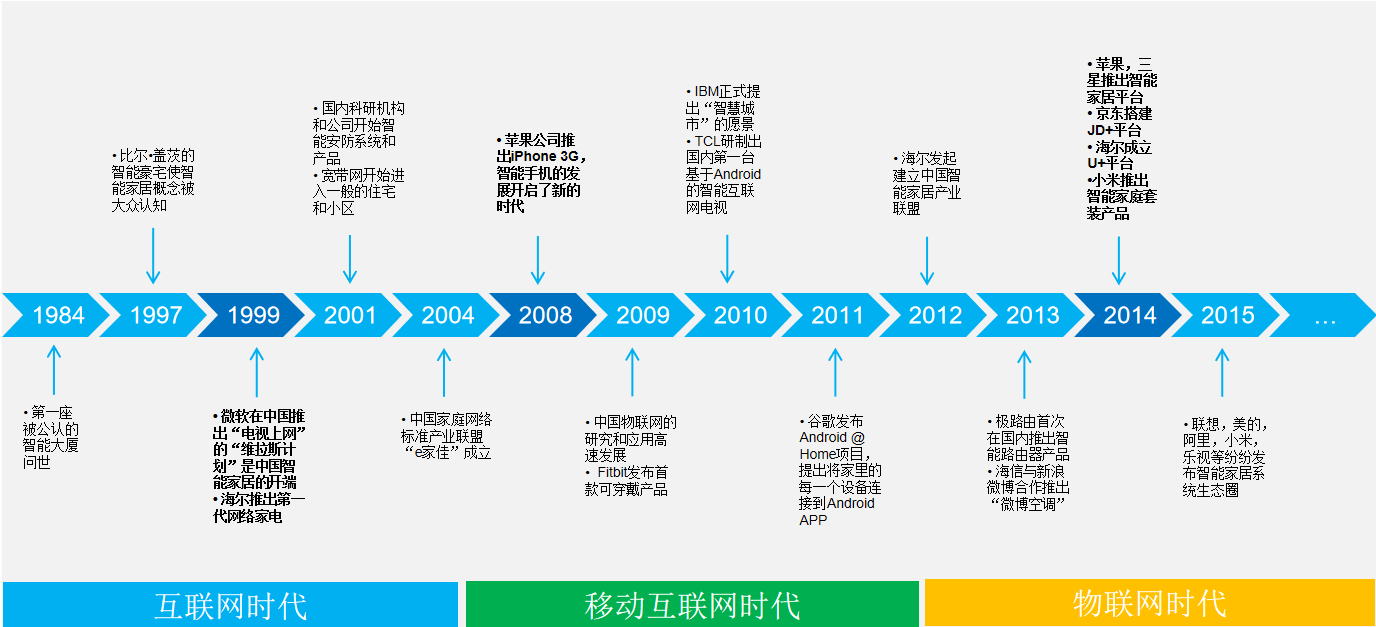 • 比尔•盖茨的
智能豪宅使智
能家居概念被
大众认知
• 国内科研机构
和公司开始智
能安防系统和
产品
• 宽带网开始进
入一般的住宅
和小区
• 苹果公司推
出iPhone 3G，
智能手机的发
展开启了新的
时代
• IBM正式提
出“智慧城
市”的愿景
• TCL研制出
国内第一台
基于Android
的智能互联
网电视
• 海尔发起
建立中国智
能家居产业
联盟
• 苹果，三
星推出智能
家居平台
• 京东搭建
JD+平台
• 海尔成立
U+平台
•小米推出
智能家庭套
装产品
1984
1997
1999
2001
2004
2008
2009
2010
2011
2012
2013
2014
2015
…
• 第一座
被公认的
智能大厦
问世
• 微软在中国推
出“电视上网”
的“维拉斯计
划”是中国智
能家居的开端
• 海尔推出第一
代网络家电
• 中国家庭网络
标准产业联盟
“e家佳”成立
• 中国物联网的
研究和应用高
速发展
• Fitbit发布首
款可穿戴产品
• 谷歌发布
Android @
Home项目，
提出将家里的
每一个设备连
接到Android
APP
• 极路由首次
在国内推出智
能路由器产品
• 海信与新浪
微博合作推出
“微博空调”
• 联想，美的，
阿里，小米，
乐视等纷纷发
布智能家居系
统生态圈
互联网时代
移动互联网时代
物联网时代